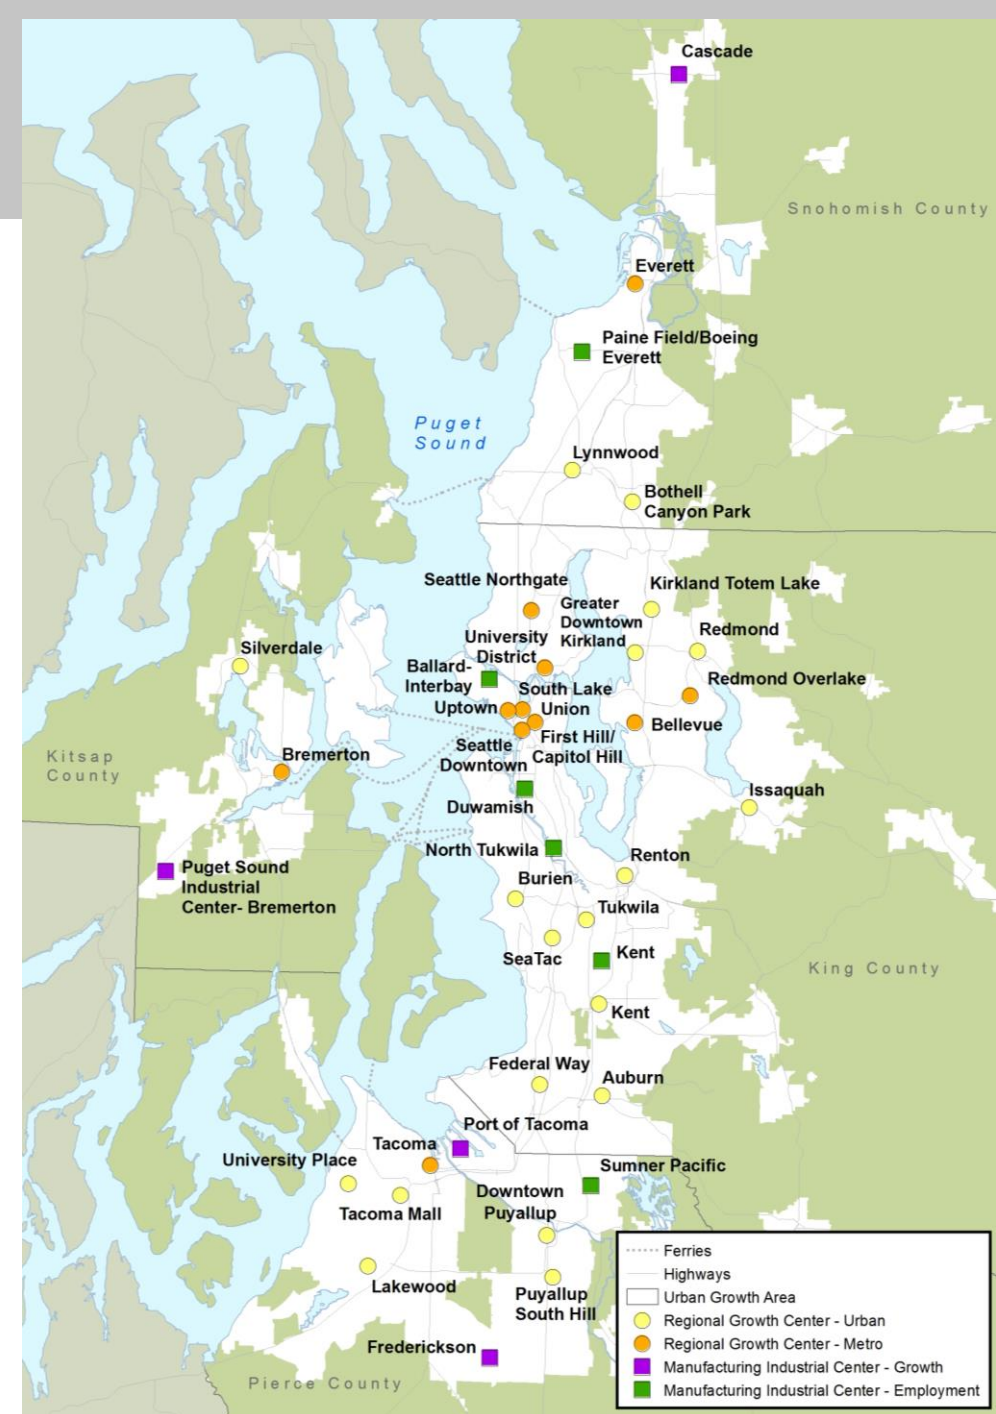 Cascade
Snohomish County
Everett
Paine Field/Boeing
Everett
Puget
Sound
Lynnwood
Bothell
Canyon Park
Seattle Northgate
Kirkland Totem Lake
Greater
Downtown
Kirkland
Redmond
University
District
Silverdale
Ballard-
Interbay
Redmond Overlake
South Lake
Union
Uptown
Bellevue
First Hill/
Capitol Hill
Seattle
Downtown
Kitsap
County
Bremerton
Issaquah
Duwamish
North Tukwila
Renton
Puget Sound
Industrial
Center- Bremerton
Burien
Tukwila
SeaTac
Kent
King County
Kent
Federal Way
Auburn
Port of Tacoma
Tacoma
University Place
Sumner Pacific
Downtown
Puyallup
Tacoma Mall
Lakewood
Puyallup
South Hill
Frederickson
Pierce County
Ferries
Highways
Urban Growth Area
Regional Growth Center - Urban
Regional Growth Center - Metro
Manufacturing Industrial Center - Growth
Manufacturing Industrial Center - Employment